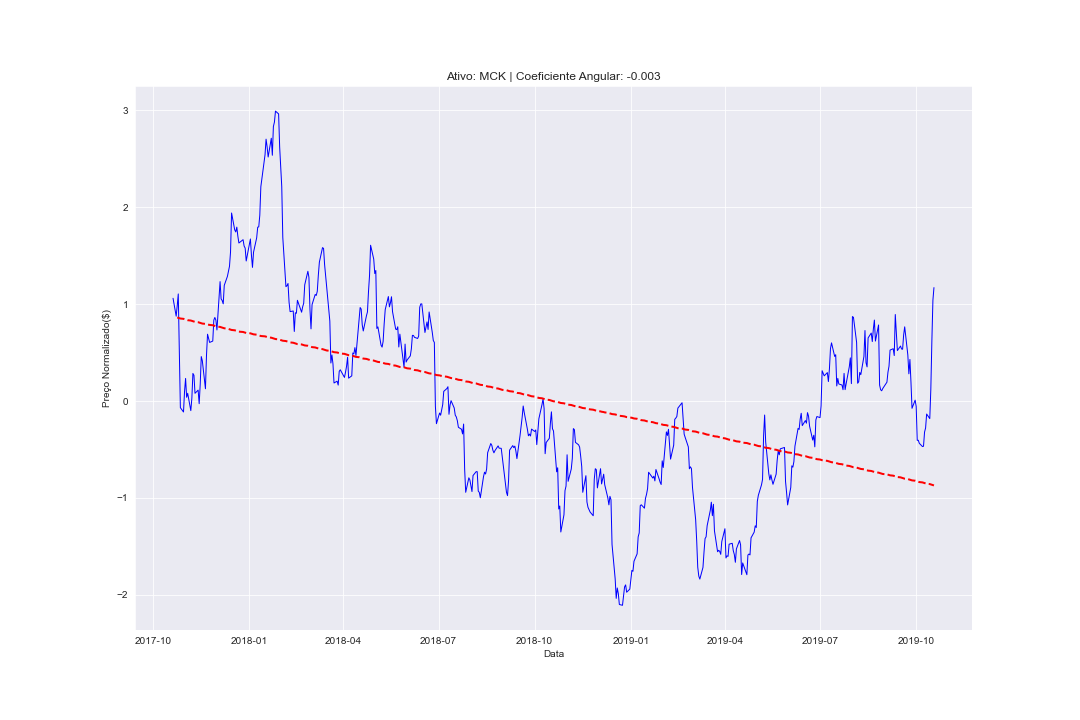 Ativo: MCK | Coeficiente Angular: -0.003
Preço Normalizado($)
3
2
1
0
−1
−2
2017-10 2018-01 2018-04 2018-07 2018-10 2019-01 2019-04 2019-07 2019-10
Data